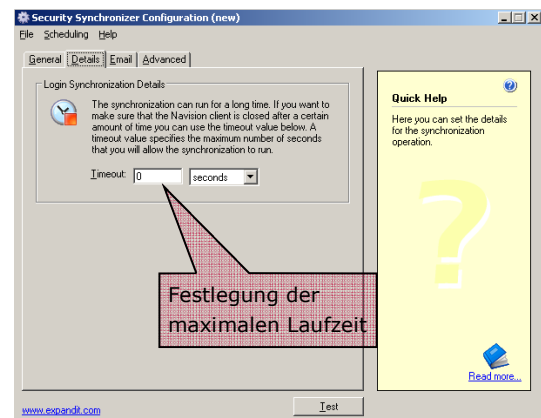 Security Synchronizer Configuration (new)
File Scheduling Help
General Details Email Advanced
Login Synchronization Details
The synchronization can run for a long time. If you want to
make sure that the Navision client is closed after a certain
amount of time you can use the timeout value below. A
timeout value specifies the maximum number of seconds
that you will allow the synchronization to run.
Timeout: 0 seconds
Festlegung der
maximalen Laufzeit
Quick Help
Here you can set the details
for the synchronization
operation.
Read more...
www.expandit.com
Test